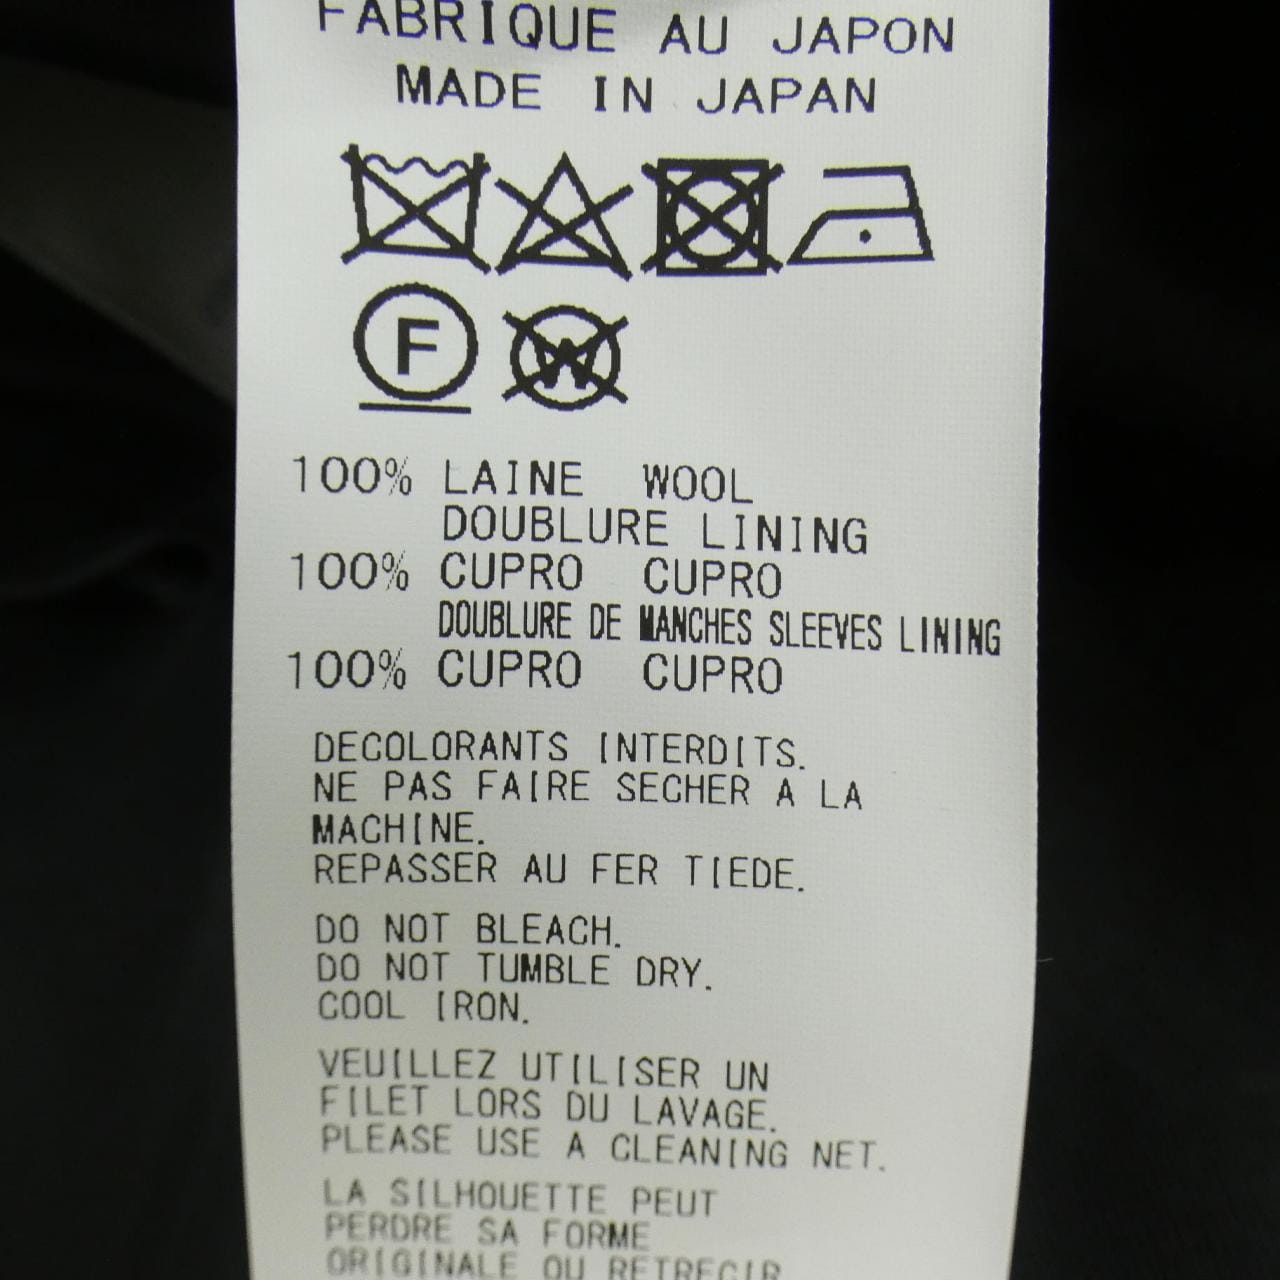 FABRIQUE AU JAPON
MADE IN JAPAN
F W
100% LAINE WOOL
DOUBLURE LINING
100% CUPRO CUPRO
DOUBLURE DE MANCHES SLEEVES LINING
100% CUPRO CUPRO
DECOLORANTS INTERDITS.
NE PAS FAIRE SECHER A LA
MACHINE.
REPASSER AU FER TIEDE.
DO NOT BLEACH.
DO NOT TUMBLE DRY.
COOL IRON.
VEUILLEZ UTILISER UN
FILET LORS DU LAVAGE.
PLEASE USE A CLEANING NET.
LA SILHOUETTE PEUT
PERDRE SA FORME
ORIGINALE OU RETRECIR